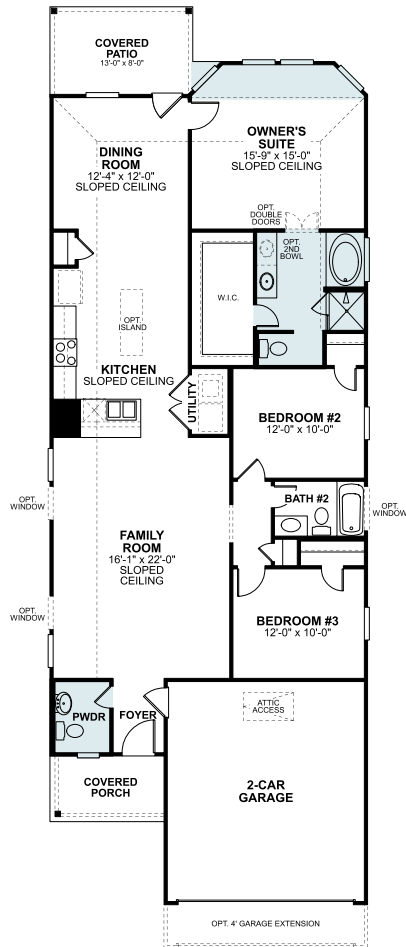 COVERED
PATIO
13'-0" x 8'-0"
OWNER'S
SUITE
15'-9" x 15'-0"
SLOPED CEILING
DINING
ROOM
12'-4" x 12'-0"
SLOPED CEILING
OPT.
DOUBLE
DOORS
OPT.
2ND
BOWL
W.I.C.
OPT.
ISLAND
KITCHEN
SLOPED CEILING
UTILITY
BEDROOM #2
12'-0" x 10'-0"
OPT.
WINDOW
BATH #2
OPT.
WINDOW
FAMILY
ROOM
16'-1" x 22'-0"
SLOPED
CEILING
OPT.
WINDOW
BEDROOM #3
12'-0" x 10'-0"
PWDR
FOYER
ATTIC
ACCESS
COVERED
PORCH
2-CAR
GARAGE
OPT. 4' GARAGE EXTENSION